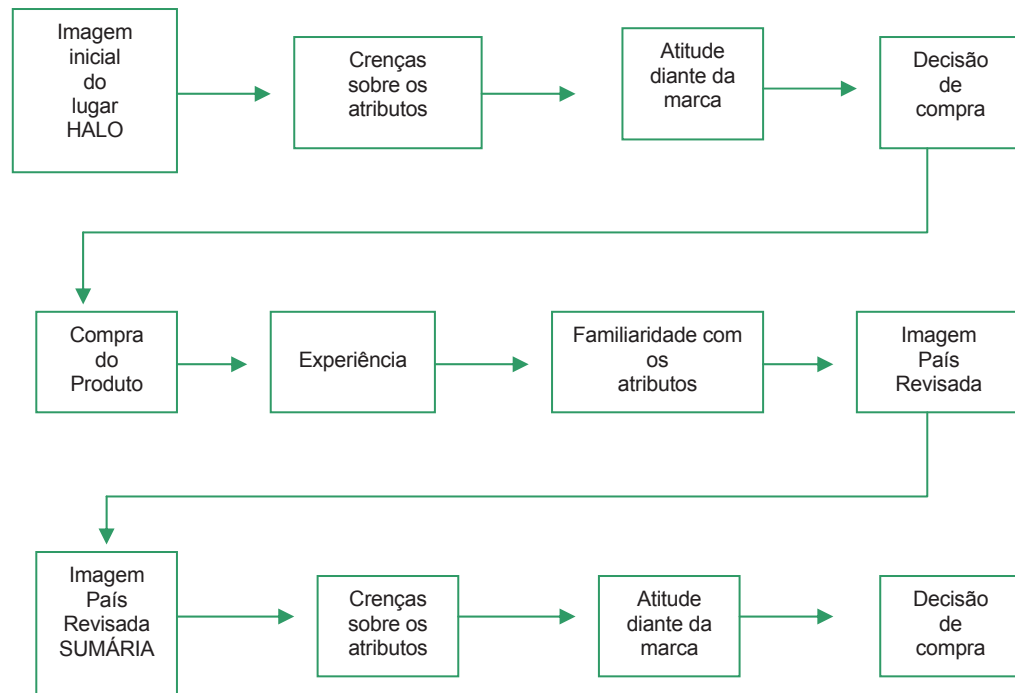 Imagem
inicial
do
lugar
HALO
Crenças
sobre os
atributos
Atitude
diante da
marca
Decisão
de
compra
Compra
do
Produto
Experiência
Familiaridade com
os
atributos
Imagem
País
Revisada
Imagem
País
Revisada
SUMÁRIA
Crenças
sobre os
atributos
Atitude
diante da
marca
Decisão
de
compra